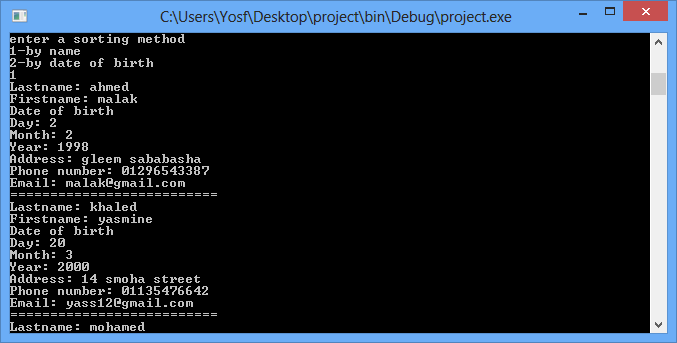 C:\Users\Yosf\Desktop\project\bin\Debug\project.exe
enter a sorting method
1-by name
2-by date of birth
1
Lastname: ahmed
Firstname: malak
Date of birth
Day: 2
Month: 2
Year: 1998
Address: gleem sababasha
Phone number: 01296543387
Email: malak@gmail.com
==========================
Lastname: khaled
Firstname: yasmine
Date of birth
Day: 20
Month: 3
Year: 2000
Address: 14 smoha street
Phone number: 01135476642
Email: yass12@gmail.com
==========================
Lastname: mohamed